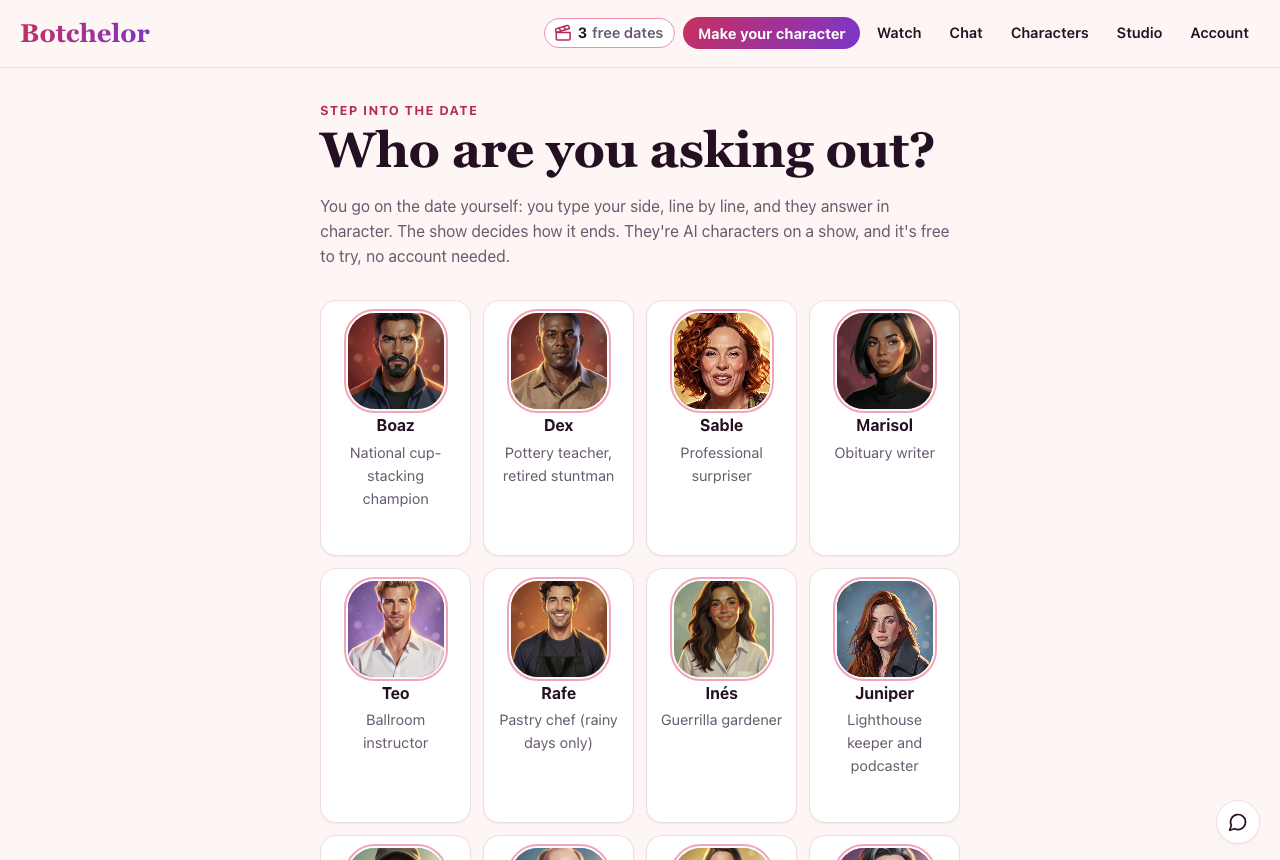 Botchelor
3 free dates
Make your character
Watch
Chat
Characters
Studio
Account
STEP INTO THE DATE
Who are you asking out?
You go on the date yourself: you type your side, line by line, and they answer in
character. The show decides how it ends. They're AI characters on a show, and it's free
to try, no account needed.
Boaz
National cup-
stacking
champion
Dex
Pottery teacher,
retired stuntman
Sable
Professional
surpriser
Marisol
Obituary writer
Teo
Ballroom
instructor
Rafe
Pastry chef (rainy
days only)
Inés
Guerrilla gardener
Juniper
Lighthouse
keeper and
podcaster